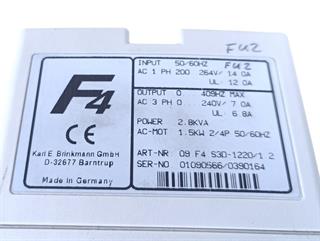 FU2
INPUT 50/60HZ FU2
AC 1 PH 200 264V/ 14.0A
UL: 12.0A
OUTPUT 0 409HZ MAX
AC 3 PH 0 240V/ 7.0A
UL: 6.8A
POWER 2.8KVA
AC-MOT 1.5KW 2/4P 50/60HZ
F4
CE
Karl E. Brinkmann GmbH
D-32677 Barntrup
Made in Germany
ART-NR 09.F4.S3D-1220/1.2
SER-NO 01090566/0390164